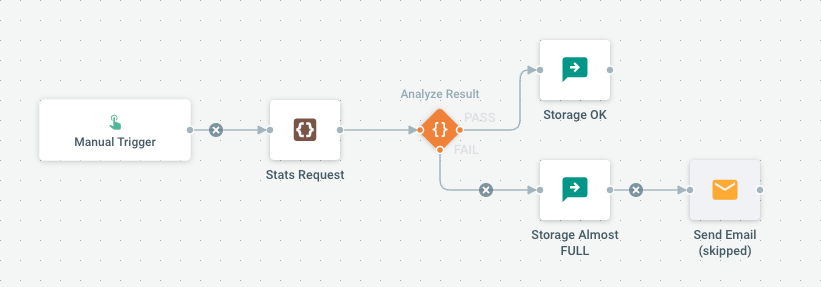 Analyze Result
PASS
Storage OK
Manual Trigger
{}
{}
FAIL
Stats Request
Storage Almost
FULL
Send Email
(skipped)